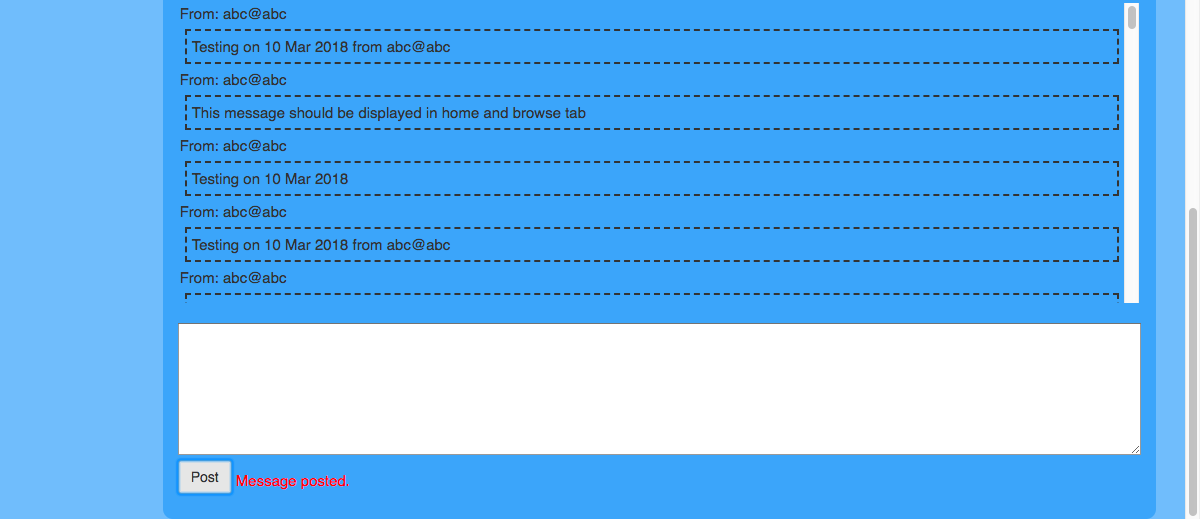 From: abc@abc
Testing on 10 Mar 2018 from abc@abc
From: abc@abc
This message should be displayed in home and browse tab
From: abc@abc
Testing on 10 Mar 2018
From: abc@abc
Testing on 10 Mar 2018 from abc@abc
From: abc@abc
Post Message posted.